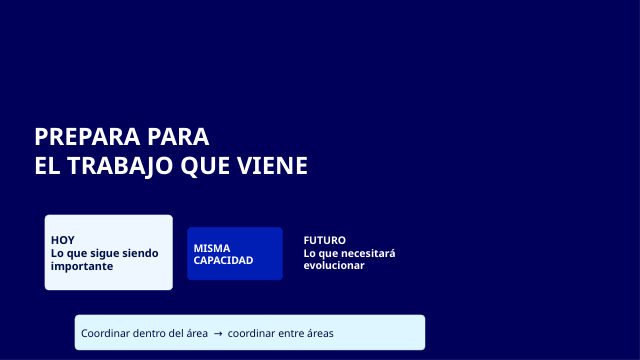 PREPARA PARA
EL TRABAJO QUE VIENE
HOY
Lo que sigue siendo
importante
MISMA
CAPACIDAD
FUTURO
Lo que necesitará
evolucionar
Coordinar dentro del área → coordinar entre áreas